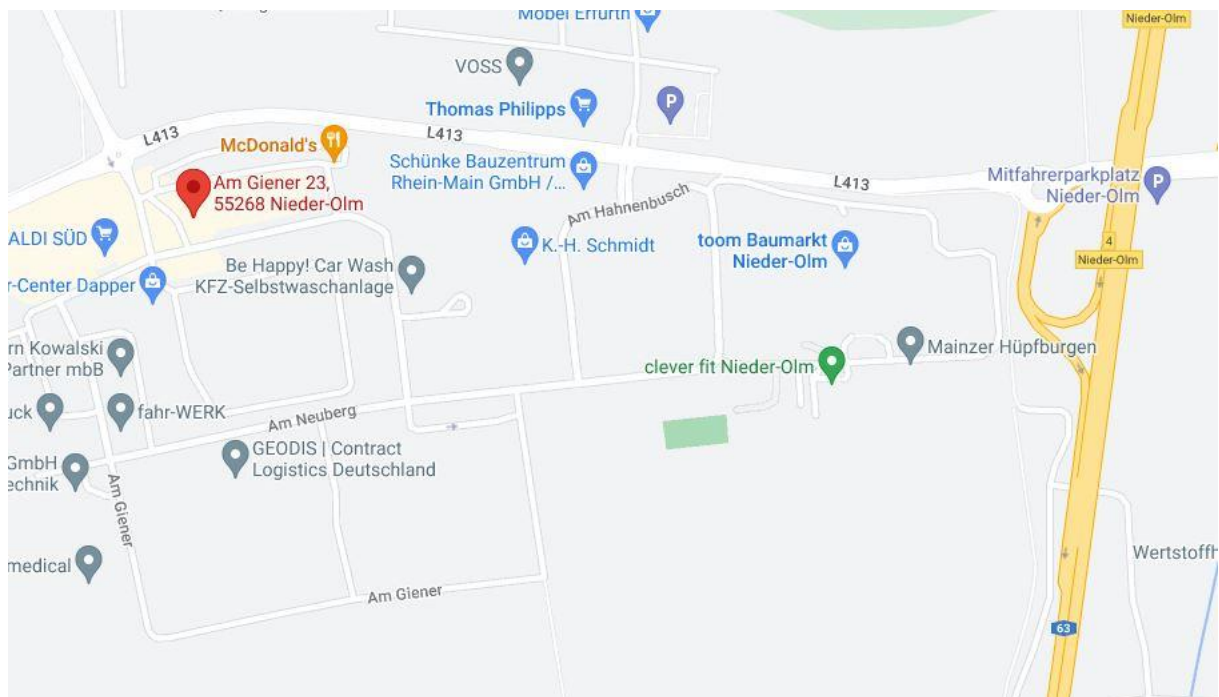 Möbel Erfurth
Nieder-Olm
VOSS
Thomas Philipps
P
L413
L413
McDonald's
Schünke Bauzentrum
Rhein-Main GmbH /...
Mitfahrerparkplatz
Nieder-Olm
P
L413
Am Giener 23,
55268 Nieder-Olm
Am Hahnenbusch
ALDI SÜD
K.-H. Schmidt
toom Baumarkt
Nieder-Olm
4
Nieder-Olm
Be Happy! Car Wash
KFZ-Selbstwaschanlage
r-Center Dapper
rn Kowalski
Partner mbB
Mainzer Hüpfburgen
clever fit Nieder-Olm
uck
fahr-WERK
Am Neuberg
GEODIS | Contract
Logistics Deutschland
GmbH
echnik
Am Giener
medical
Wertstoffh
Am Giener
63